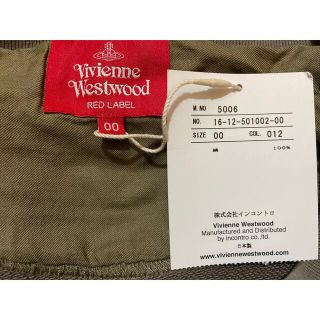 Vivienne
Westwood
RED LABEL
00
M.NO 5006
NO. 16-12-501002-00
SIZE 00 COL. 012
綿 100%
株式会社インコントロ
Vivienne Westwood
Manufactured and Distributed
by incontro co.,ltd.
日本製
www.viviennewestwood.com